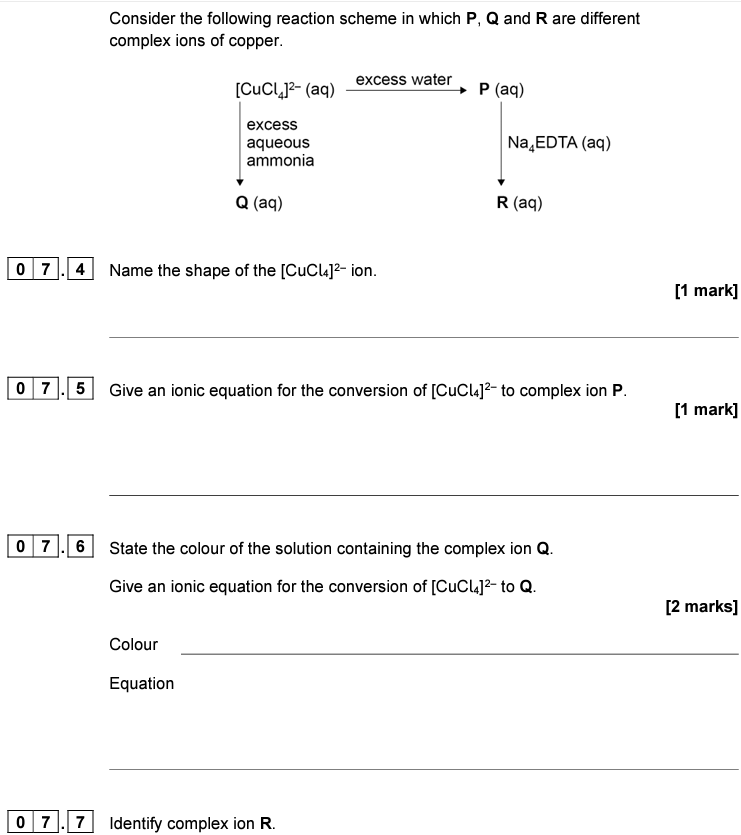 Consider the following reaction scheme in which P, Q and R are different
complex ions of copper.
[CuCl₄]²⁻ (aq) excess water P (aq)
excess
aqueous
ammonia
Na₄EDTA (aq)
Q (aq) R (aq)
0 7 . 4 Name the shape of the [CuCl₄]²⁻ ion.
[1 mark]
0 7 . 5 Give an ionic equation for the conversion of [CuCl₄]²⁻ to complex ion P.
[1 mark]
0 7 . 6 State the colour of the solution containing the complex ion Q.
Give an ionic equation for the conversion of [CuCl₄]²⁻ to Q.
[2 marks]
Colour
Equation
0 7 . 7 Identify complex ion R.